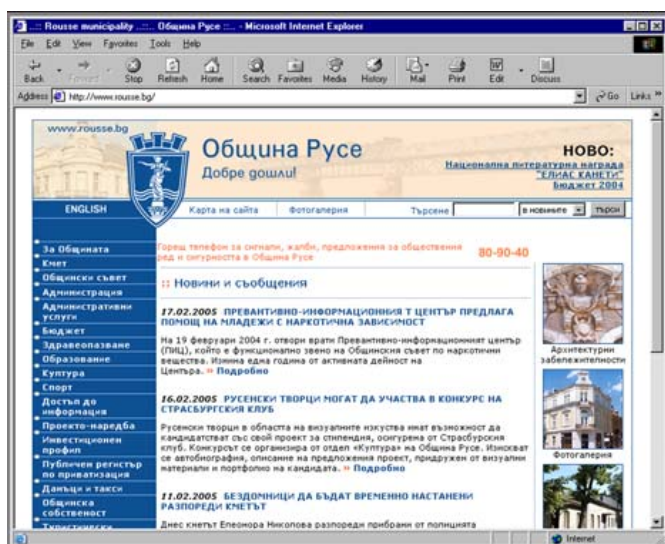 ..:: Rousse municipality ..::.. Община Русе ::.. - Microsoft Internet Explorer
File Edit View Favorites Tools Help
Back Forward Stop Refresh Home Search Favorites Media History Mail Print Edit Discuss
Address http://www.rousse.bg/ Go Links »
www.rousse.bg
Община Русе
Добре дошли!
НОВО:
Национална литературна награда
"ЕЛИАС КАНЕТИ"
Бюджет 2004
ENGLISH Карта на сайта Фотогалерия Търсене в новините търси
За Общината
Кмет
Общински съвет
Администрация
Административни
услуги
Бюджет
Здравеопазване
Образование
Култура
Спорт
Достъп до
информация
Проекто-наредба
Инвестиционен
профил
Публичен регистър
по приватизация
Данъци и такси
Общинска
собственост
Туристически
Горещ телефон за сигнали, жалби, предложения за обществения
ред и сигурността в Община Русе
80-90-40
:: Новини и съобщения
17.02.2005 ПРЕВАНТИВНО-ИНФОРМАЦИОННИЯ Т ЦЕНТЪР ПРЕДЛАГА
ПОМОЩ НА МЛАДЕЖИ С НАРКОТИЧНА ЗАВИСИМОСТ
На 19 февруари 2004 г. отвори врати Превантивно-информационният център
(ПИЦ), който е функционално звено на Общинския съвет по наркотични
вещества. Измина една година от активната дейност на
Центъра. » Подробно
16.02.2005 РУСЕНСКИ ТВОРЦИ МОГАТ ДА УЧАСТВА В КОНКУРС НА
СТРАСБУРГСКИЯ КЛУБ
Русенски творци в областта на визуалните изкуства имат възможност да
кандидатстват със свой проект за стипендия, осигурена от Страсбурския
клуб. Конкурсът се организира от отдел «Култура» на Община Русе. Изискват
се автобиография, описание на предложения проект, придружен от визуални
материали и портфолио на кандидата. » Подробно
11.02.2005 БЕЗДОМНИЦИ ДА БЪДАТ ВРЕМЕННО НАСТАНЕНИ
РАЗПОРЕДИ КМЕТЪТ
Днес кметът Елеонора Николова разпореди прибрани от полицията
Архитектурни
забележителности
Фотогалерия
Internet